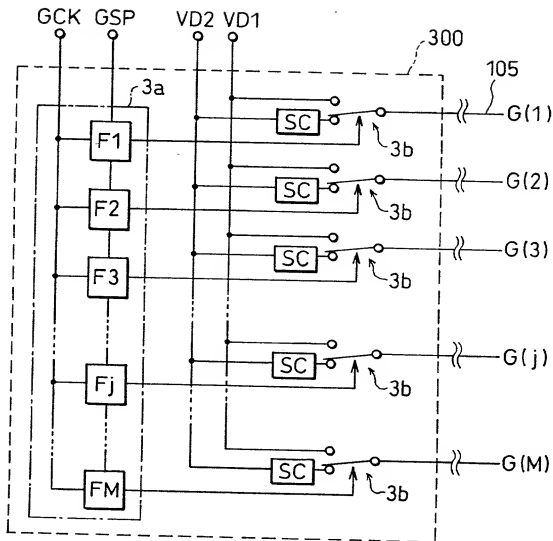 GCK GSP VD2 VD1
300
3a
105
F1
SC
3b
G(1)
F2
SC
3b
G(2)
F3
SC
3b
G(3)
Fj
SC
3b
G(j)
FM
SC
3b
G(M)